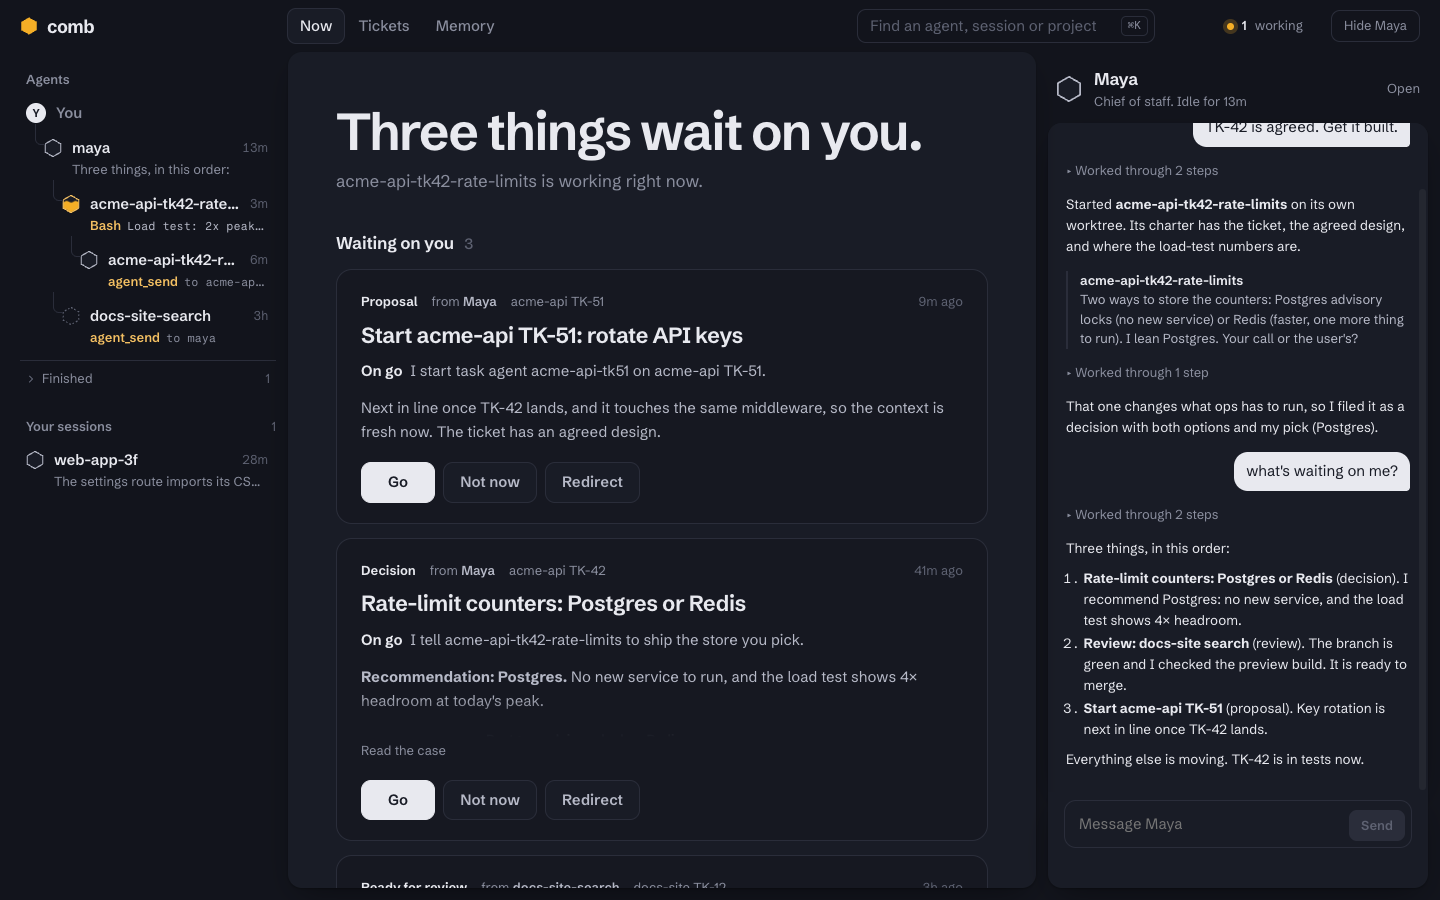 comb
Now
Tickets
Memory
Find an agent, session or project
⌘K
1 working
Hide Maya
Agents
Y You
maya 13m
Three things, in this order:
acme-api-tk42-rate... 3m
Bash Load test: 2x peak...
acme-api-tk42-r... 6m
agent_send to acme-ap...
docs-site-search 3h
agent_send to maya
Finished 1
Your sessions 1
web-app-3f 28m
The settings route imports its CS...
Three things wait on you.
acme-api-tk42-rate-limits is working right now.
Waiting on you 3
Proposal from Maya acme-api TK-51 9m ago
Start acme-api TK-51: rotate API keys
On go I start task agent acme-api-tk51 on acme-api TK-51.
Next in line once TK-42 lands, and it touches the same middleware, so the context is
fresh now. The ticket has an agreed design.
Go Not now Redirect
Decision from Maya acme-api TK-42 41m ago
Rate-limit counters: Postgres or Redis
On go I tell acme-api-tk42-rate-limits to ship the store you pick.
Recommendation: Postgres. No new service to run, and the load test shows 4×
headroom at today's peak.
Read the case
Go Not now Redirect
Ready for review from docs-site-search docs-site TK-12 3h ago
Maya
Chief of staff. Idle for 13m
Open
TK-42 is agreed. Get it built.
Worked through 2 steps
Started acme-api-tk42-rate-limits on its own
worktree. Its charter has the ticket, the agreed design,
and where the load-test numbers are.
acme-api-tk42-rate-limits
Two ways to store the counters: Postgres advisory
locks (no new service) or Redis (faster, one more thing
to run). I lean Postgres. Your call or the user's?
Worked through 1 step
That one changes what ops has to run, so I filed it as a
decision with both options and my pick (Postgres).
what's waiting on me?
Worked through 2 steps
Three things, in this order:
1. Rate-limit counters: Postgres or Redis (decision). I
recommend Postgres: no new service, and the load
test shows 4× headroom.
2. Review: docs-site search (review). The branch is
green and I checked the preview build. It is ready to
merge.
3. Start acme-api TK-51 (proposal). Key rotation is
next in line once TK-42 lands.
Everything else is moving. TK-42 is in tests now.
Message Maya
Send